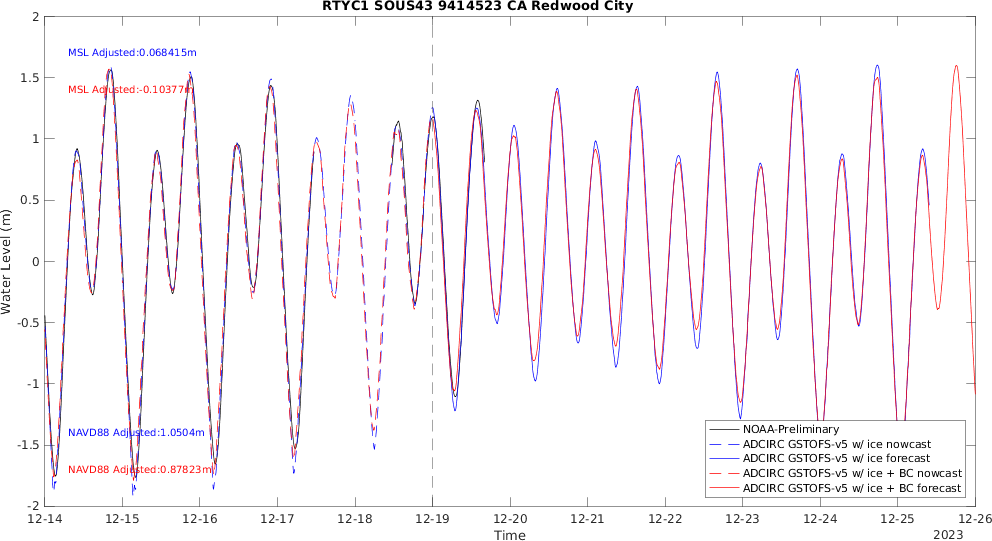 RTYC1 SOUS43 9414523 CA Redwood City
2
1.5
1
0.5
0
-0.5
-1
-1.5
-2
Water Level (m)
MSL Adjusted:0.068415m
MSL Adjusted:-0.10377m
NAVD88 Adjusted:1.0504m
NAVD88 Adjusted:0.87823m
NOAA-Preliminary
ADCIRC GSTOFS-v5 w/ ice nowcast
ADCIRC GSTOFS-v5 w/ ice forecast
ADCIRC GSTOFS-v5 w/ ice + BC nowcast
ADCIRC GSTOFS-v5 w/ ice + BC forecast
12-14 12-15 12-16 12-17 12-18 12-19 12-20 12-21 12-22 12-23 12-24 12-25 12-26
Time
2023